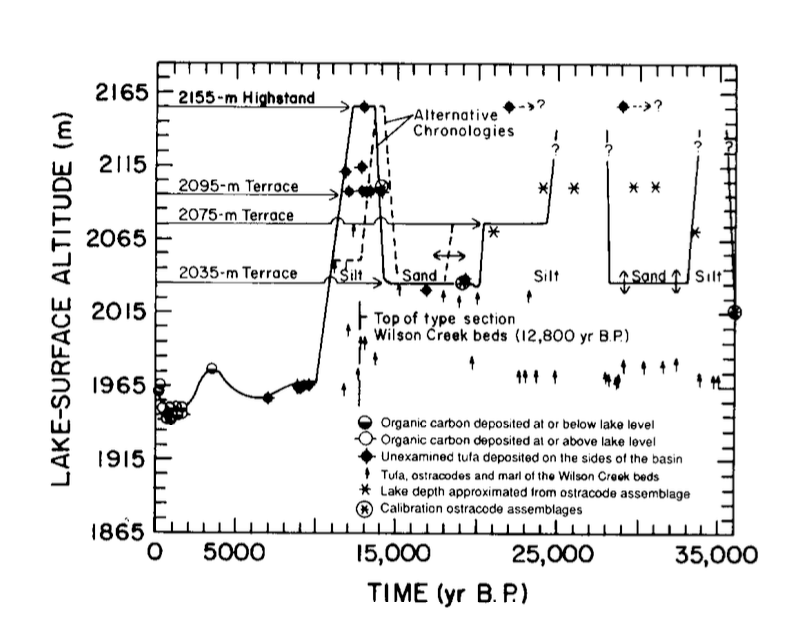 2165
2155-m Highstand
Alternative
Chronologies
?
?
2115
?
?
?
?
2095-m Terrace
2075-m Terrace
2065
2035-m Terrace
Silt
Sand
Silt
Sand
Silt
2015
Top of type section
Wilson Creek beds (12,800 yr B.P.)
1965
1915
1865
Organic carbon deposited at or below lake level
Organic carbon deposited at or above lake level
Unexamined tufa deposited on the sides of the basin
Tufa, ostracodes and marl of the Wilson Creek beds
Lake depth approximated from ostracode assemblage
Calibration ostracode assemblages
LAKE-SURFACE ALTITUDE (m)
0
5000
15,000
25,000
35,000
TIME (yr B.P.)